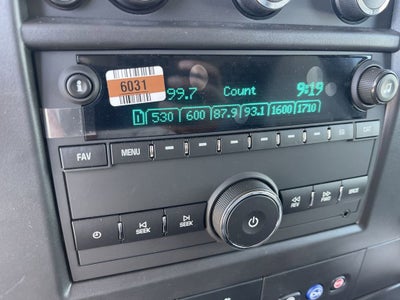 6031
99.7 Count 9:19
1 530 600 87.9 93.1 1600 1710
CAT
FAV MENU
SEEK SEEK REV FWD